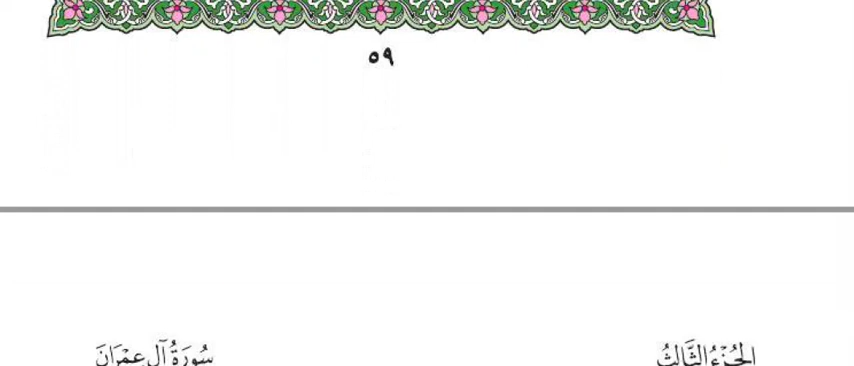 ٥٩
الجُزْءُ الثَّالِثُ
سُورَةُ آل عِمْرَانَ